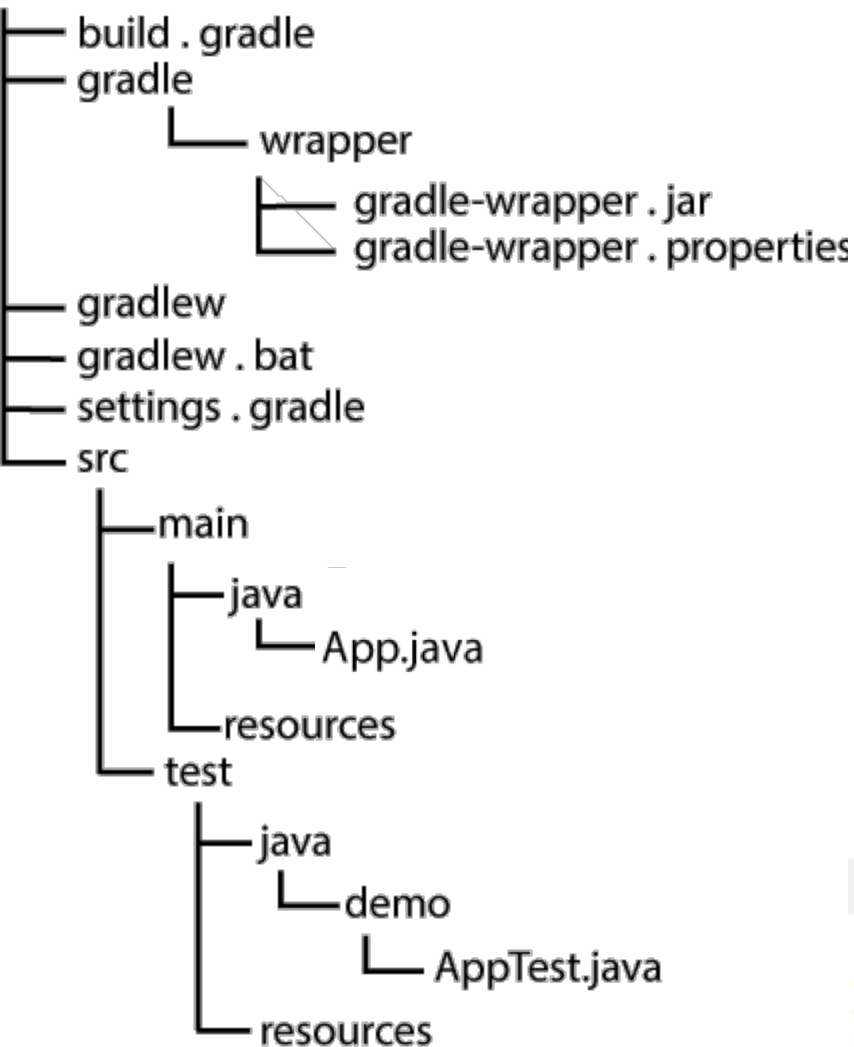 build . gradle
gradle
wrapper
gradle-wrapper . jar
gradle-wrapper . properties
gradlew
gradlew . bat
settings . gradle
src
main
java
App.java
resources
test
java
demo
AppTest.java
resources